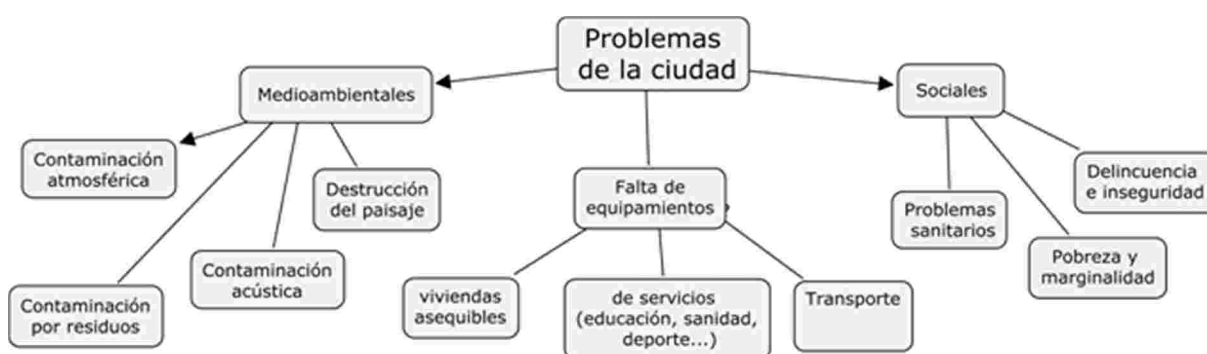 Problemas
de la ciudad
Medioambientales
Sociales
Contaminación
atmosférica
Destrucción
del paisaje
Falta de
equipamientos
Delincuencia
e inseguridad
Problemas
sanitarios
Contaminación
acústica
Pobreza y
marginalidad
Contaminación
por residuos
viviendas
asequibles
de servicios
(educación, sanidad,
deporte...)
Transporte